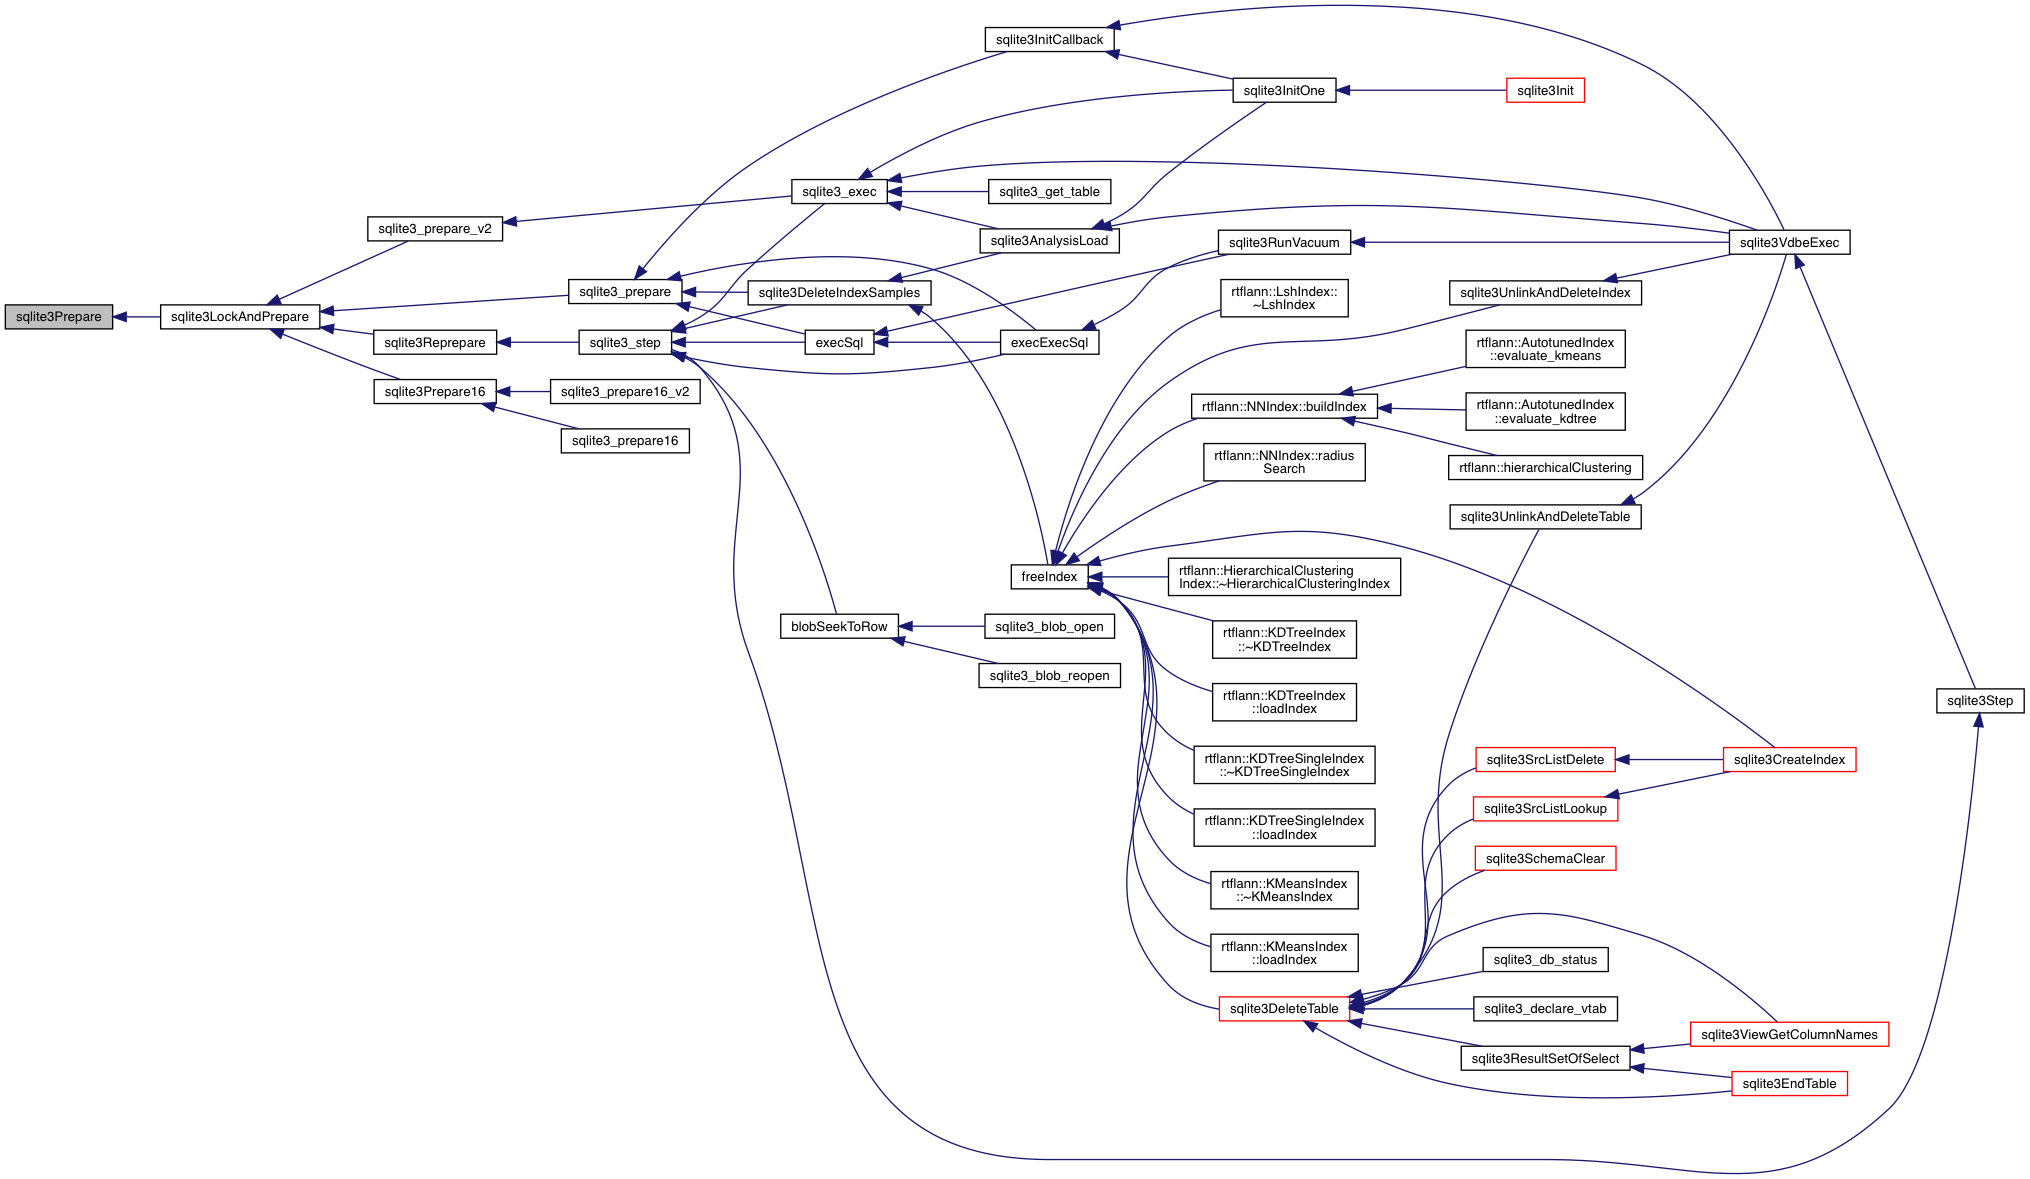 sqlite3Prepare
sqlite3LockAndPrepare
sqlite3_prepare_v2
sqlite3_prepare
sqlite3Reprepare
sqlite3Prepare16
sqlite3_step
sqlite3_prepare16_v2
sqlite3_prepare16
sqlite3_exec
sqlite3DeleteIndexSamples
execSql
blobSeekToRow
sqlite3InitCallback
sqlite3_get_table
sqlite3AnalysisLoad
execExecSql
freeIndex
sqlite3_blob_open
sqlite3_blob_reopen
sqlite3InitOne
sqlite3RunVacuum
rtflann::LshIndex::
~LshIndex
rtflann::NNIndex::buildIndex
rtflann::NNIndex::radius
Search
rtflann::HierarchicalClustering
Index::~HierarchicalClusteringIndex
rtflann::KDTreeIndex
::~KDTreeIndex
rtflann::KDTreeIndex
::loadIndex
rtflann::KDTreeSingleIndex
::~KDTreeSingleIndex
rtflann::KDTreeSingleIndex
::loadIndex
rtflann::KMeansIndex
::~KMeansIndex
rtflann::KMeansIndex
::loadIndex
sqlite3DeleteTable
sqlite3Init
sqlite3UnlinkAndDeleteIndex
rtflann::AutotunedIndex
::evaluate_kmeans
rtflann::AutotunedIndex
::evaluate_kdtree
rtflann::hierarchicalClustering
sqlite3UnlinkAndDeleteTable
sqlite3SrcListDelete
sqlite3SrcListLookup
sqlite3SchemaClear
sqlite3_db_status
sqlite3_declare_vtab
sqlite3ResultSetOfSelect
sqlite3VdbeExec
sqlite3CreateIndex
sqlite3ViewGetColumnNames
sqlite3EndTable
sqlite3Step